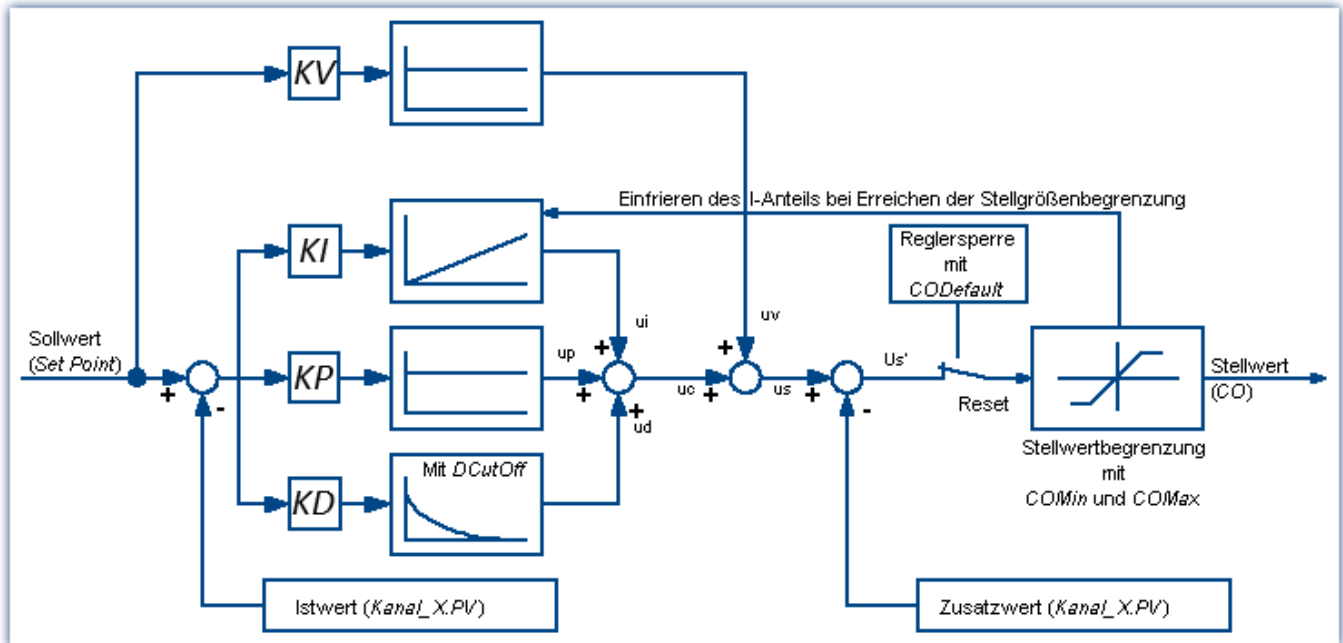 KV
Einfrieren des I-Anteils bei Erreichen der Stellgrößenbegrenzung
KI
Reglersperre
mit
CODefault
ui
uv
Sollwert
(Set Point)
KP
up
uc
us
Us'
Reset
Stellwert
(CO)
+
-
+
+
+
+
+
+
-
ud
Stellwertbegrenzung
mit
COMin und COMax
Mit DCutOff
KD
Istwert (Kanal_X.PV)
Zusatzwert (Kanal_X.PV)